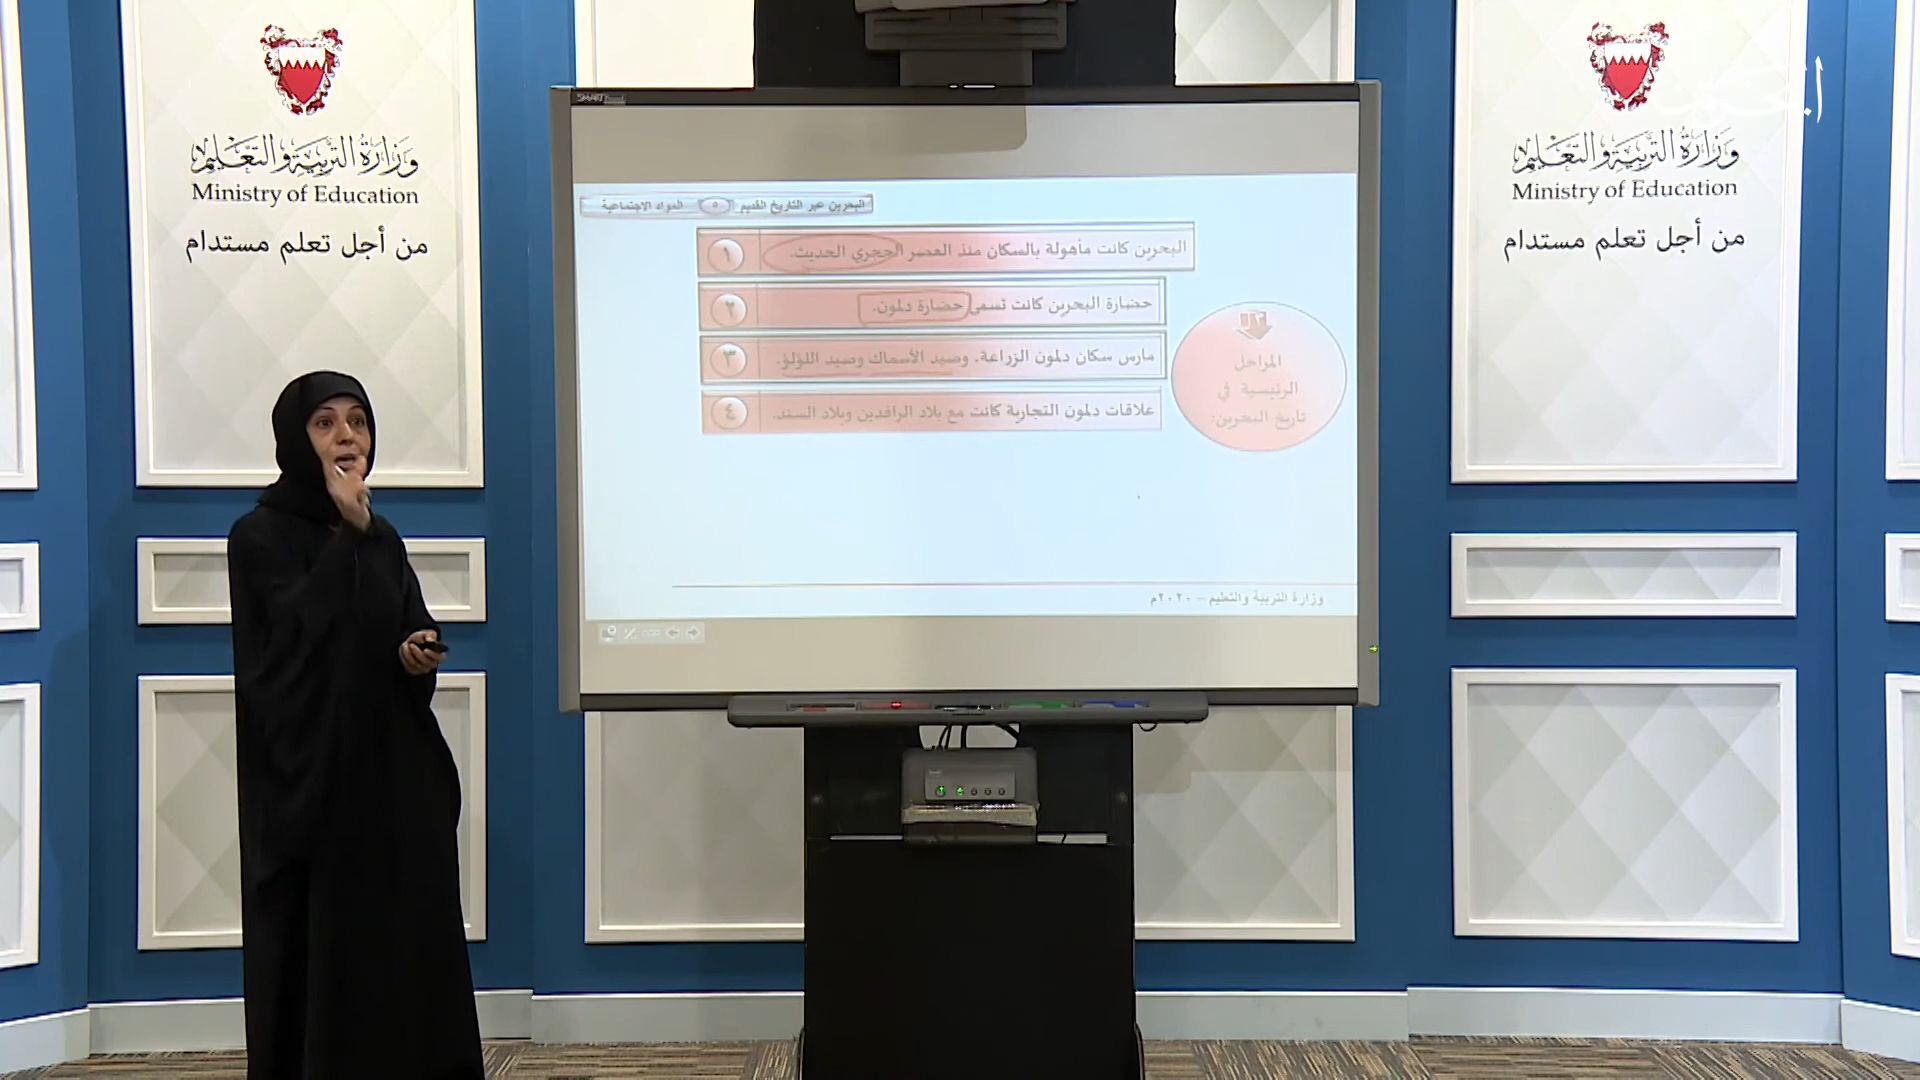 وزارة التربية والتعليم
Ministry of Education
من أجل تعلم مستدام
وزارة التربية والتعليم
Ministry of Education
من أجل تعلم مستدام
SMART
البحرين عبر التاريخ القديم ٥ المواد الاجتماعية
البحرين كانت مأهولة بالسكان منذ العصر الحجري الحديث. ١
حضارة البحرين كانت تسمى حضارة دلمون. ٢
مارس سكان دلمون الزراعة، وصيد الأسماك وصيد اللؤلؤ. ٣
علاقات دلمون التجارية كانت مع بلاد الرافدين وبلاد السند. ٤
المراحل
الرئيسية في
تاريخ البحرين:
وزارة التربية والتعليم – ٢٠٢٠م